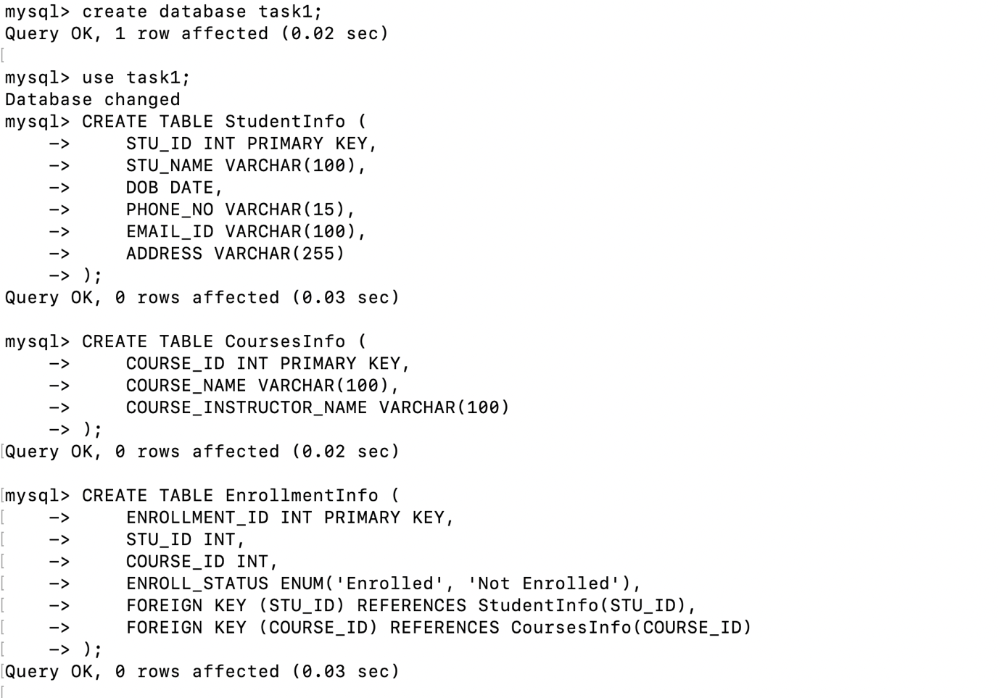 mysql> create database task1;
Query OK, 1 row affected (0.02 sec)
[
mysql> use task1;
Database changed
mysql> CREATE TABLE StudentInfo (
    ->     STU_ID INT PRIMARY KEY,
    ->     STU_NAME VARCHAR(100),
    ->     DOB DATE,
    ->     PHONE_NO VARCHAR(15),
    ->     EMAIL_ID VARCHAR(100),
    ->     ADDRESS VARCHAR(255)
    -> );
Query OK, 0 rows affected (0.03 sec)

mysql> CREATE TABLE CoursesInfo (
    ->     COURSE_ID INT PRIMARY KEY,
    ->     COURSE_NAME VARCHAR(100),
    ->     COURSE_INSTRUCTOR_NAME VARCHAR(100)
    -> );
[Query OK, 0 rows affected (0.02 sec)

[mysql> CREATE TABLE EnrollmentInfo (
[    ->     ENROLLMENT_ID INT PRIMARY KEY,
[    ->     STU_ID INT,
[    ->     COURSE_ID INT,
[    ->     ENROLL_STATUS ENUM('Enrolled', 'Not Enrolled'),
[    ->     FOREIGN KEY (STU_ID) REFERENCES StudentInfo(STU_ID),
[    ->     FOREIGN KEY (COURSE_ID) REFERENCES CoursesInfo(COURSE_ID)
[    -> );
[Query OK, 0 rows affected (0.03 sec)
[